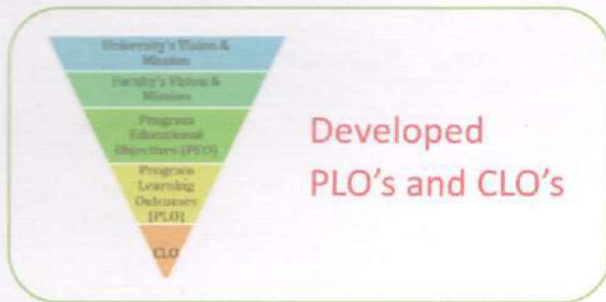 University's Vision &
Mission
Faculty's Vision &
Mission
Program
Educational
Objectives (PEO)
Program
Learning
Outcomes
(PLO)
CLO
Developed
PLO's and CLO's